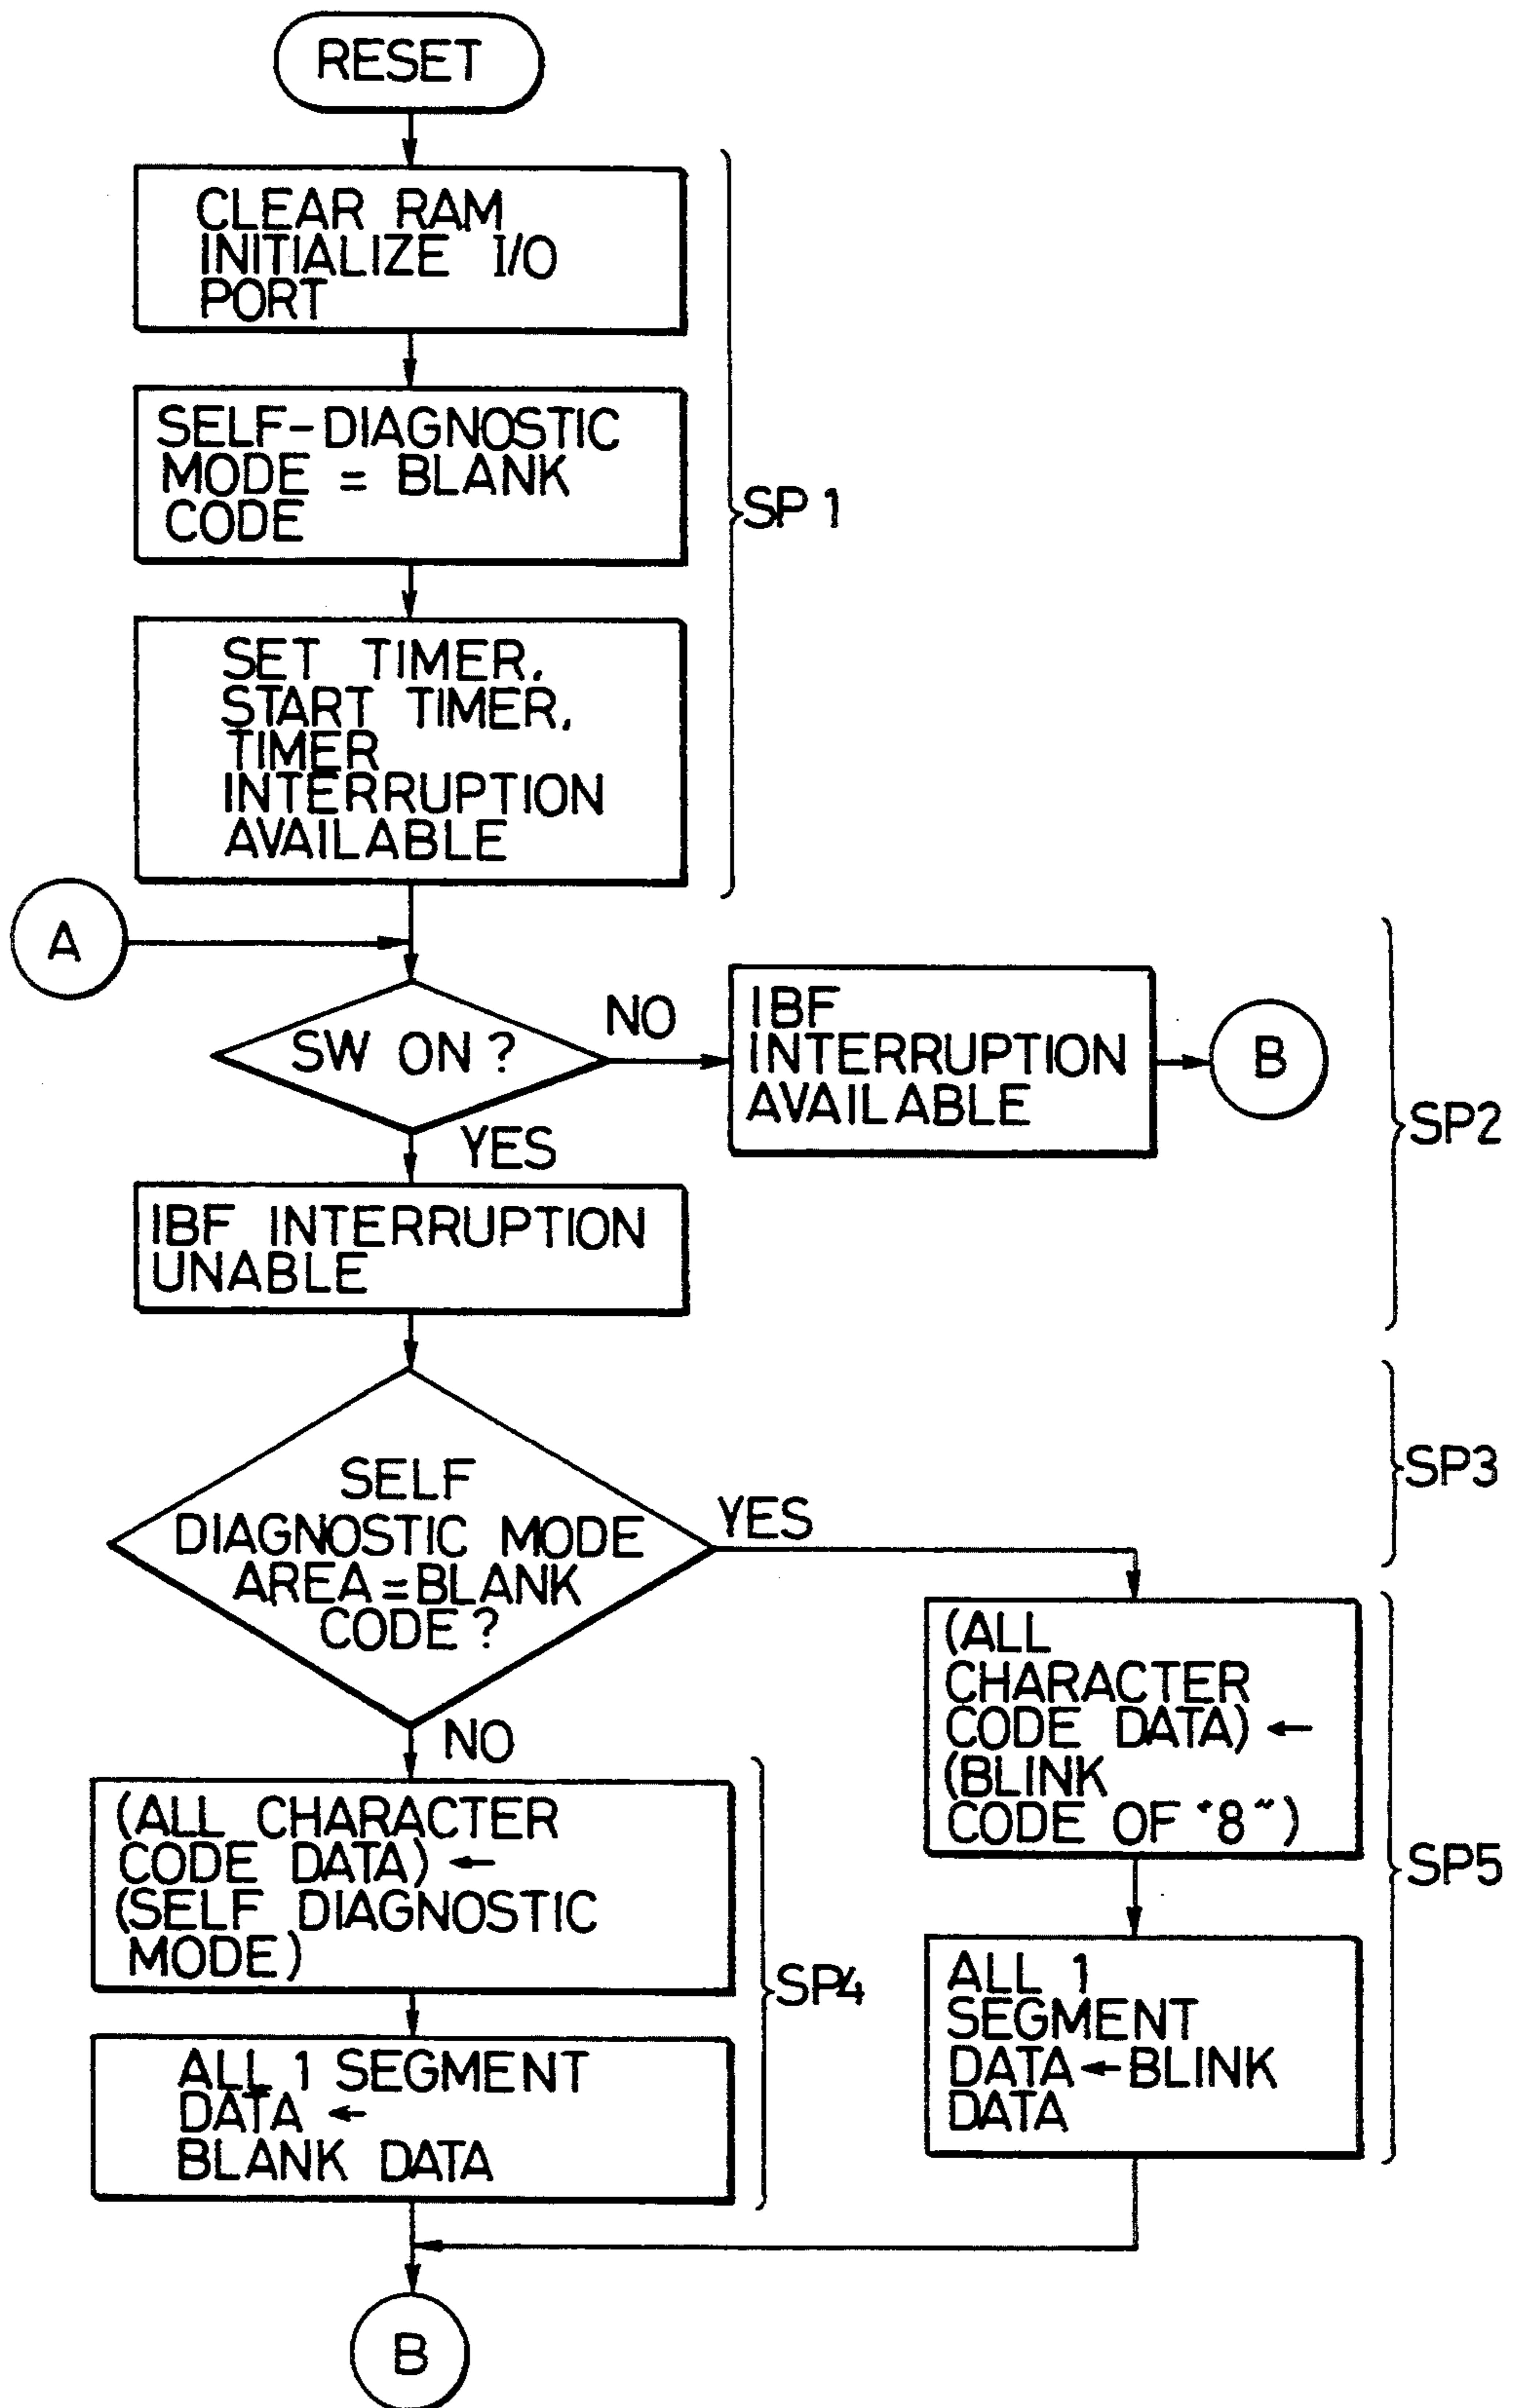 RESET
CLEAR RAM
INITIALIZE I/O
PORT
SELF-DIAGNOSTIC
MODE = BLANK
CODE
SP 1
SET TIMER,
START TIMER,
TIMER
INTERRUPTION
AVAILABLE
A
SW ON ?
NO
IBF
INTERRUPTION
AVAILABLE
B
SP2
YES
IBF INTERRUPTION
UNABLE
SELF
DIAGNOSTIC MODE
AREA = BLANK
CODE ?
YES
SP3
NO
(ALL
CHARACTER
CODE DATA) ←
(BLINK
CODE OF "8")
SP5
(ALL CHARACTER
CODE DATA) ←
(SELF DIAGNOSTIC
MODE)
SP4
ALL 1
SEGMENT
DATA ← BLINK
DATA
ALL 1 SEGMENT
DATA ←
BLANK DATA
B